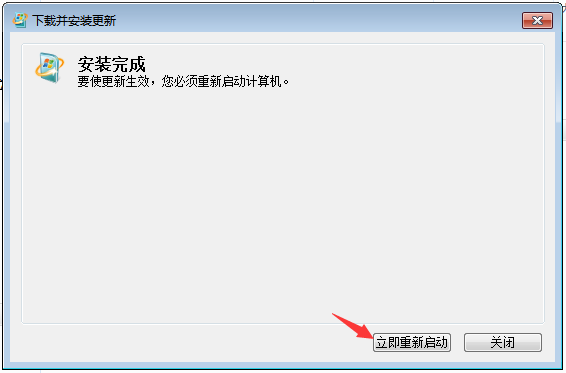 下载并安装更新
安装完成
要使更新生效，您必须重新启动计算机。
立即重新启动
关闭